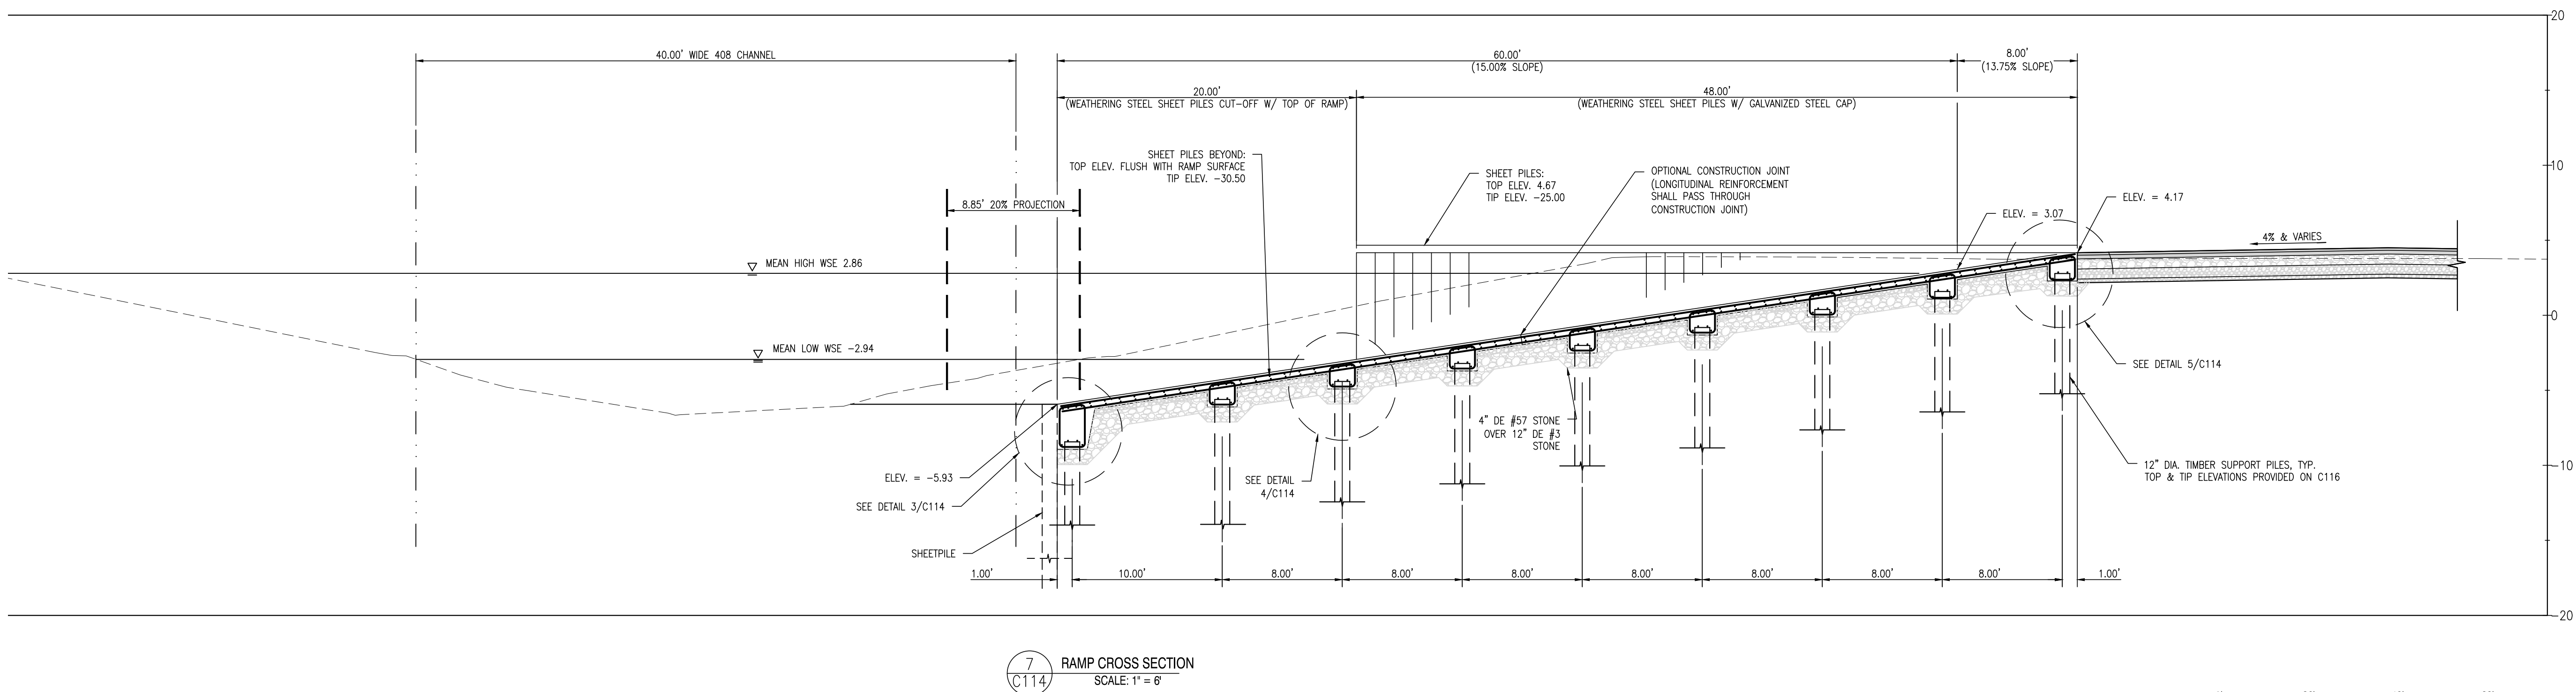 20
40.00' WIDE 408 CHANNEL
60.00'
(15.00% SLOPE)
8.00'
(13.75% SLOPE)
20.00'
(WEATHERING STEEL SHEET PILES CUT-OFF W/ TOP OF RAMP)
48.00'
(WEATHERING STEEL SHEET PILES W/ GALVANIZED STEEL CAP)
SHEET PILES BEYOND:
TOP ELEV. FLUSH WITH RAMP SURFACE
TIP ELEV. -30.50
SHEET PILES:
TOP ELEV. 4.67
TIP ELEV. -25.00
OPTIONAL CONSTRUCTION JOINT
(LONGITUDINAL REINFORCEMENT
SHALL PASS THROUGH
CONSTRUCTION JOINT)
10
ELEV. = 4.17
8.85' 20% PROJECTION
ELEV. = 3.07
4% & VARIES
MEAN HIGH WSE 2.86
0
MEAN LOW WSE -2.94
SEE DETAIL 5/C114
4" DE #57 STONE
OVER 12" DE #3
STONE
ELEV. = -5.93
SEE DETAIL
4/C114
12" DIA. TIMBER SUPPORT PILES, TYP.
TOP & TIP ELEVATIONS PROVIDED ON C116
-10
SEE DETAIL 3/C114
SHEETPILE
1.00'
10.00'
8.00'
8.00'
8.00'
8.00'
8.00'
8.00'
8.00'
1.00'
-20
7
C114
RAMP CROSS SECTION
SCALE: 1" = 6'